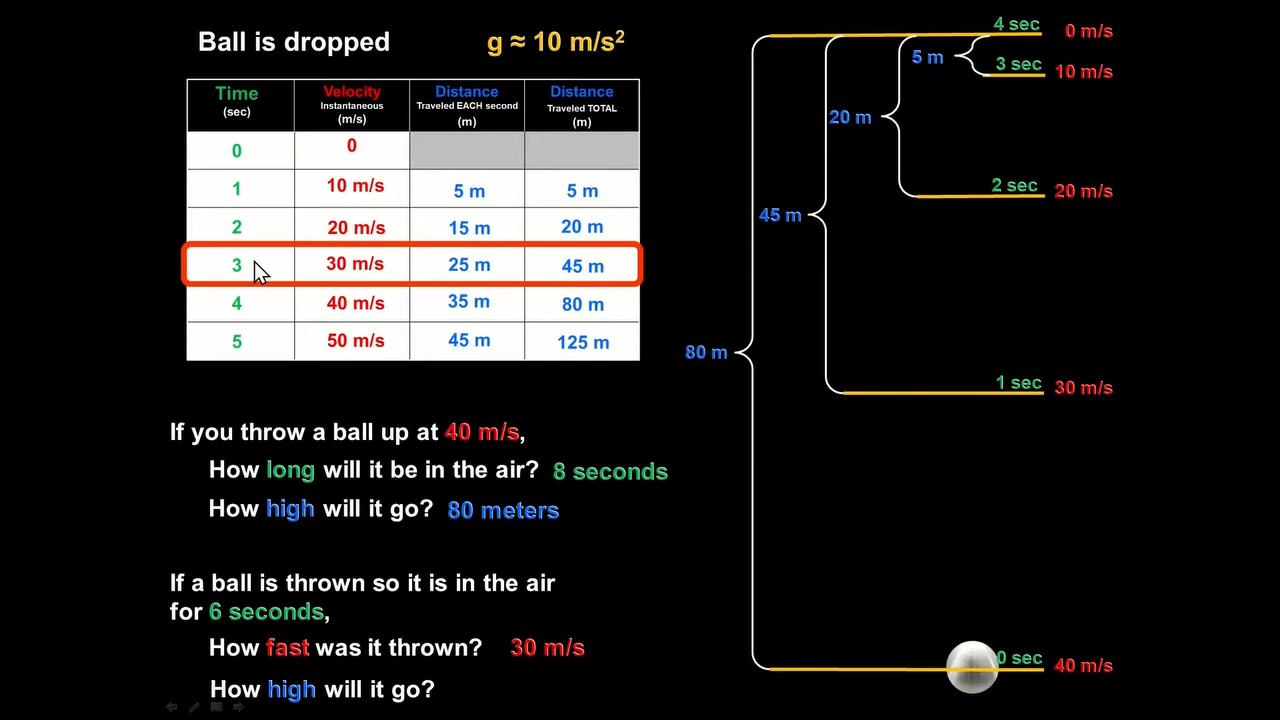 Ball is dropped
g ≈ 10 m/s²
Time (sec) Velocity Instantaneous (m/s) Distance Traveled EACH second (m) Distance Traveled TOTAL (m)
0 0
1 10 m/s 5 m 5 m
2 20 m/s 15 m 20 m
3 30 m/s 25 m 45 m
4 40 m/s 35 m 80 m
5 50 m/s 45 m 125 m
If you throw a ball up at 40 m/s,
How long will it be in the air? 8 seconds
How high will it go? 80 meters
If a ball is thrown so it is in the air
for 6 seconds,
How fast was it thrown? 30 m/s
How high will it go?
4 sec 0 m/s
5 m
3 sec 10 m/s
20 m
2 sec 20 m/s
45 m
80 m
1 sec 30 m/s
0 sec 40 m/s